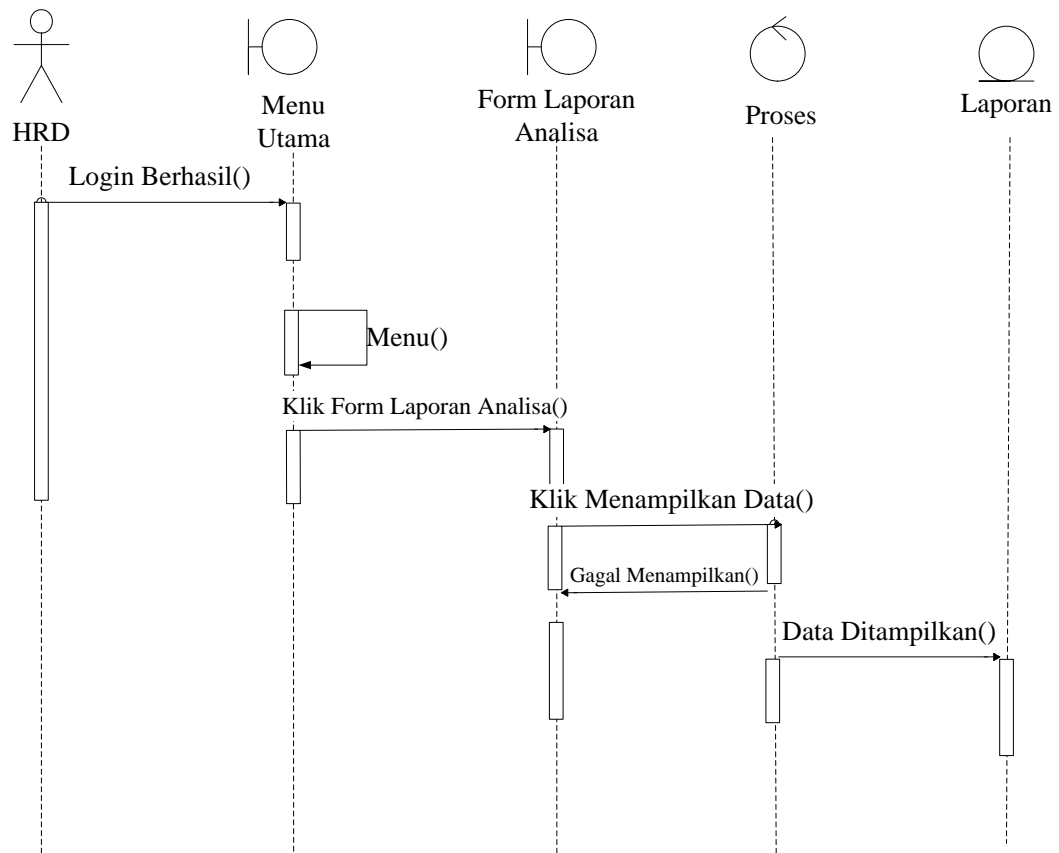 HRD
Menu
Utama
Form Laporan
Analisa
Proses
Laporan
Login Berhasil()
Menu()
Klik Form Laporan Analisa()
Klik Menampilkan Data()
Gagal Menampilkan()
Data Ditampilkan()